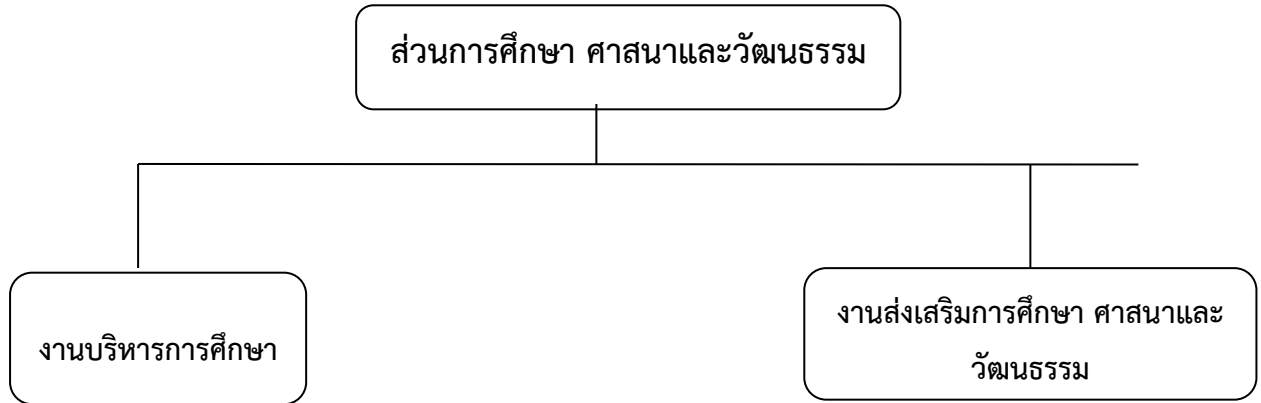 ส่วนการศึกษา ศาสนาและวัฒนธรรม
งานบริหารการศึกษา
งานส่งเสริมการศึกษา ศาสนาและ
วัฒนธรรม